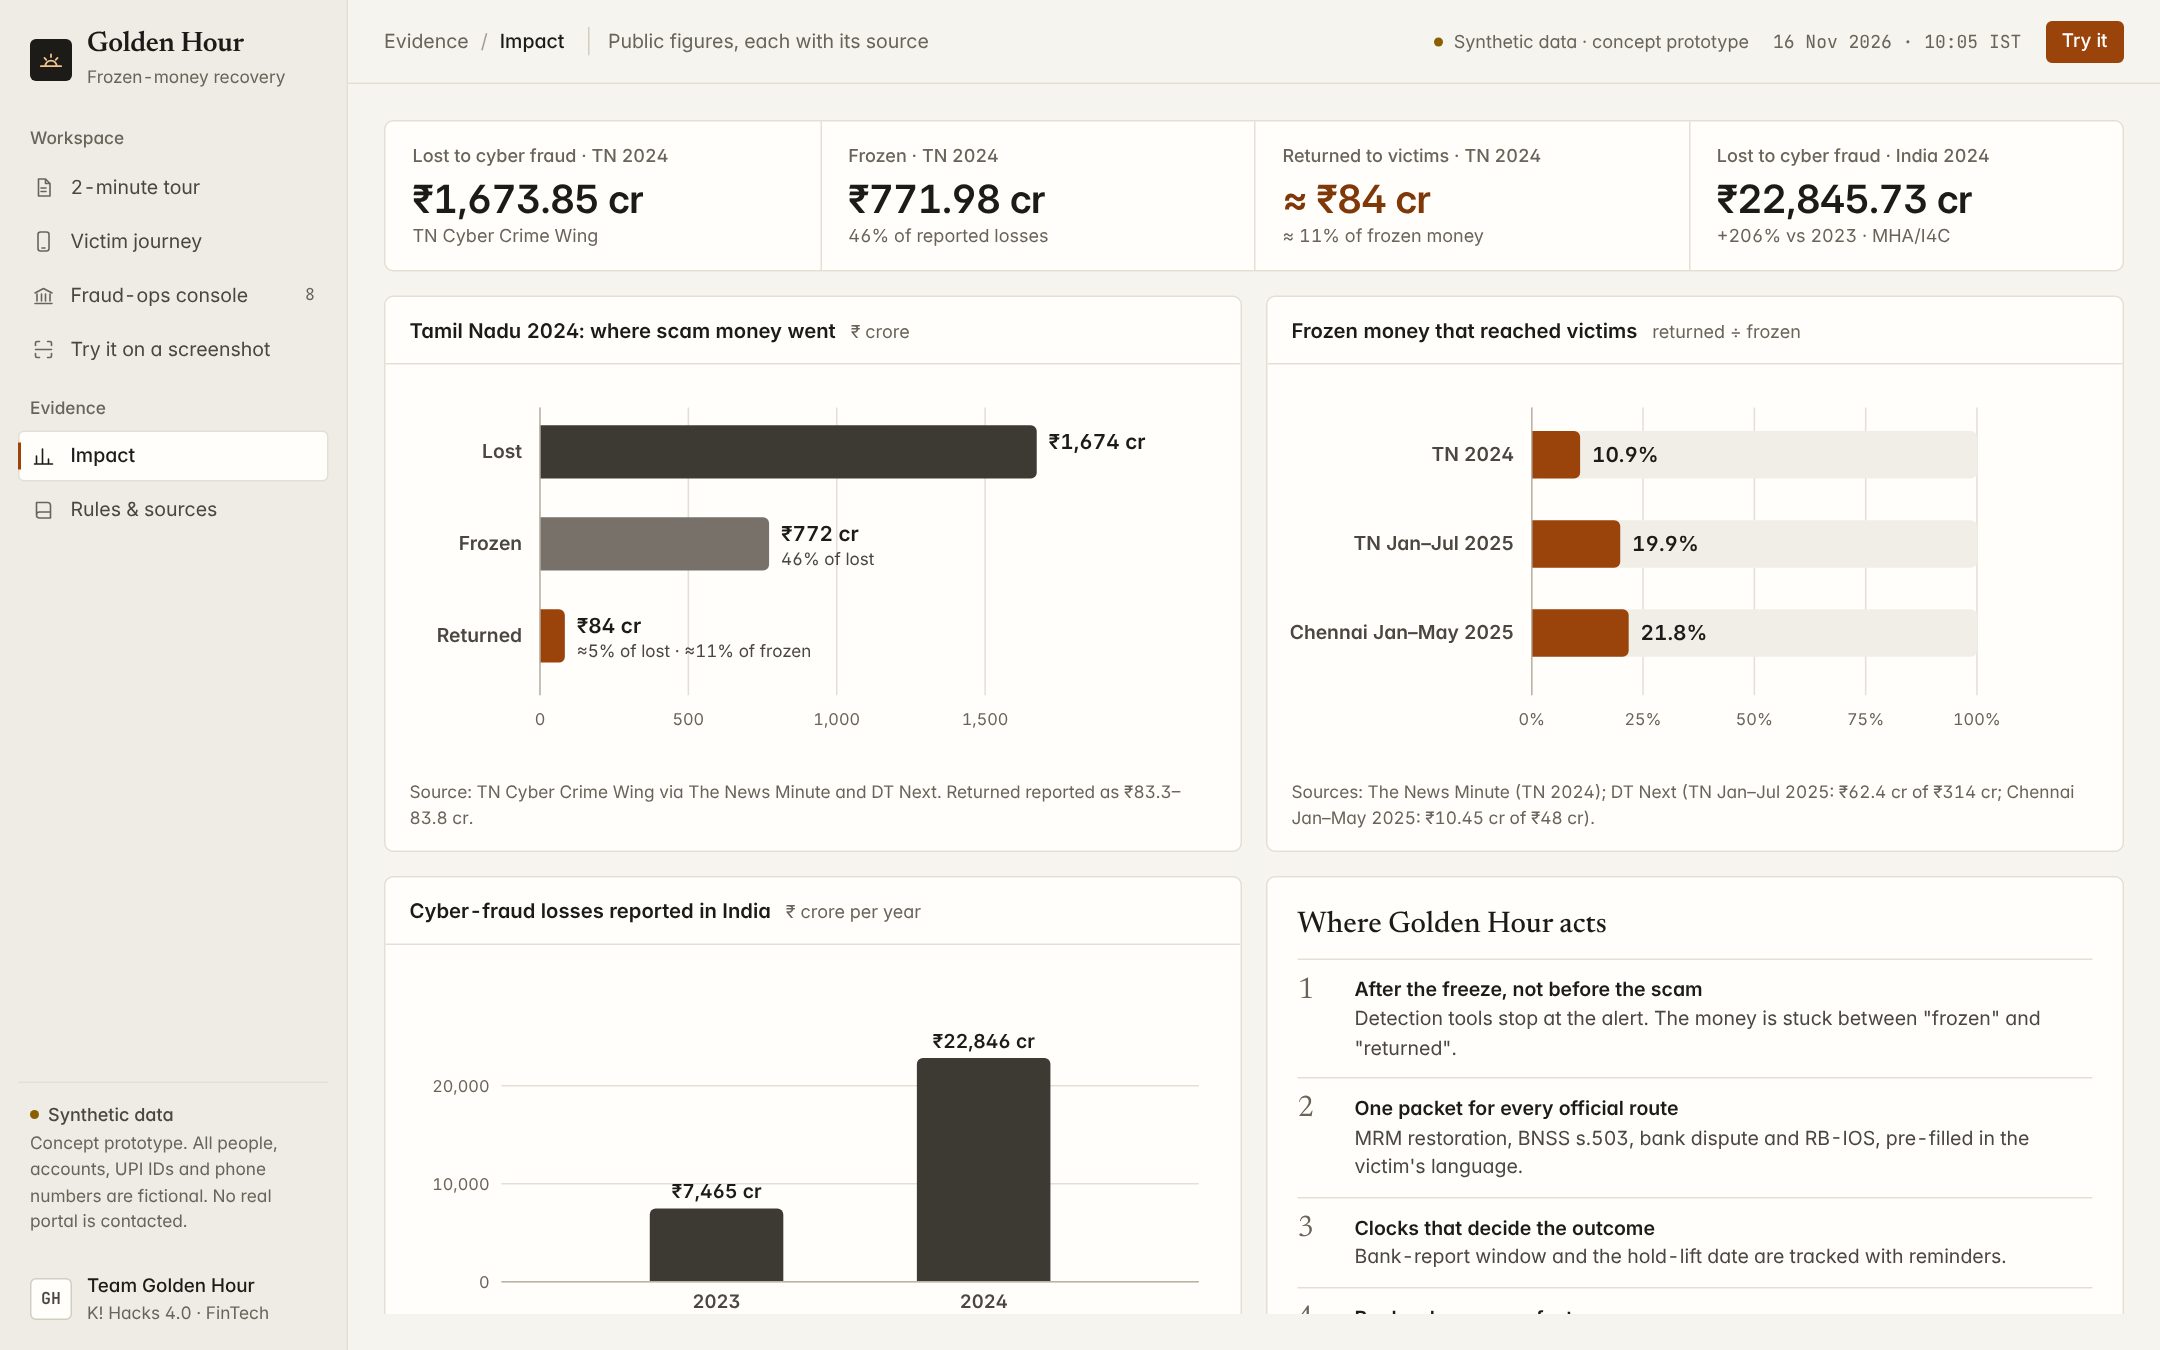 Golden Hour
Frozen-money recovery
Workspace
2-minute tour
Victim journey
Fraud-ops console 8
Try it on a screenshot
Evidence
Impact
Rules & sources
Synthetic data
Concept prototype. All people,
accounts, UPI IDs and phone
numbers are fictional. No real
portal is contacted.
GH
Team Golden Hour
K! Hacks 4.0 · FinTech
Evidence / Impact Public figures, each with its source
Synthetic data · concept prototype 16 Nov 2026 · 10:05 IST Try it
Lost to cyber fraud · TN 2024
₹1,673.85 cr
TN Cyber Crime Wing
Frozen · TN 2024
₹771.98 cr
46% of reported losses
Returned to victims · TN 2024
≈ ₹84 cr
≈ 11% of frozen money
Lost to cyber fraud · India 2024
₹22,845.73 cr
+206% vs 2023 · MHA/I4C
Tamil Nadu 2024: where scam money went ₹ crore
Lost ₹1,674 cr
Frozen ₹772 cr
46% of lost
Returned ₹84 cr
≈5% of lost · ≈11% of frozen
0 500 1,000 1,500
Source: TN Cyber Crime Wing via The News Minute and DT Next. Returned reported as ₹83.3–
83.8 cr.
Frozen money that reached victims returned ÷ frozen
TN 2024 10.9%
TN Jan–Jul 2025 19.9%
Chennai Jan–May 2025 21.8%
0% 25% 50% 75% 100%
Sources: The News Minute (TN 2024); DT Next (TN Jan–Jul 2025: ₹62.4 cr of ₹314 cr; Chennai
Jan–May 2025: ₹10.45 cr of ₹48 cr).
Cyber-fraud losses reported in India ₹ crore per year
₹22,846 cr
20,000
10,000
₹7,465 cr
0
2023 2024
Where Golden Hour acts
1 After the freeze, not before the scam
Detection tools stop at the alert. The money is stuck between "frozen" and
"returned".
2 One packet for every official route
MRM restoration, BNSS s.503, bank dispute and RB-IOS, pre-filled in the
victim's language.
3 Clocks that decide the outcome
Bank-report window and the hold-lift date are tracked with reminders.
4